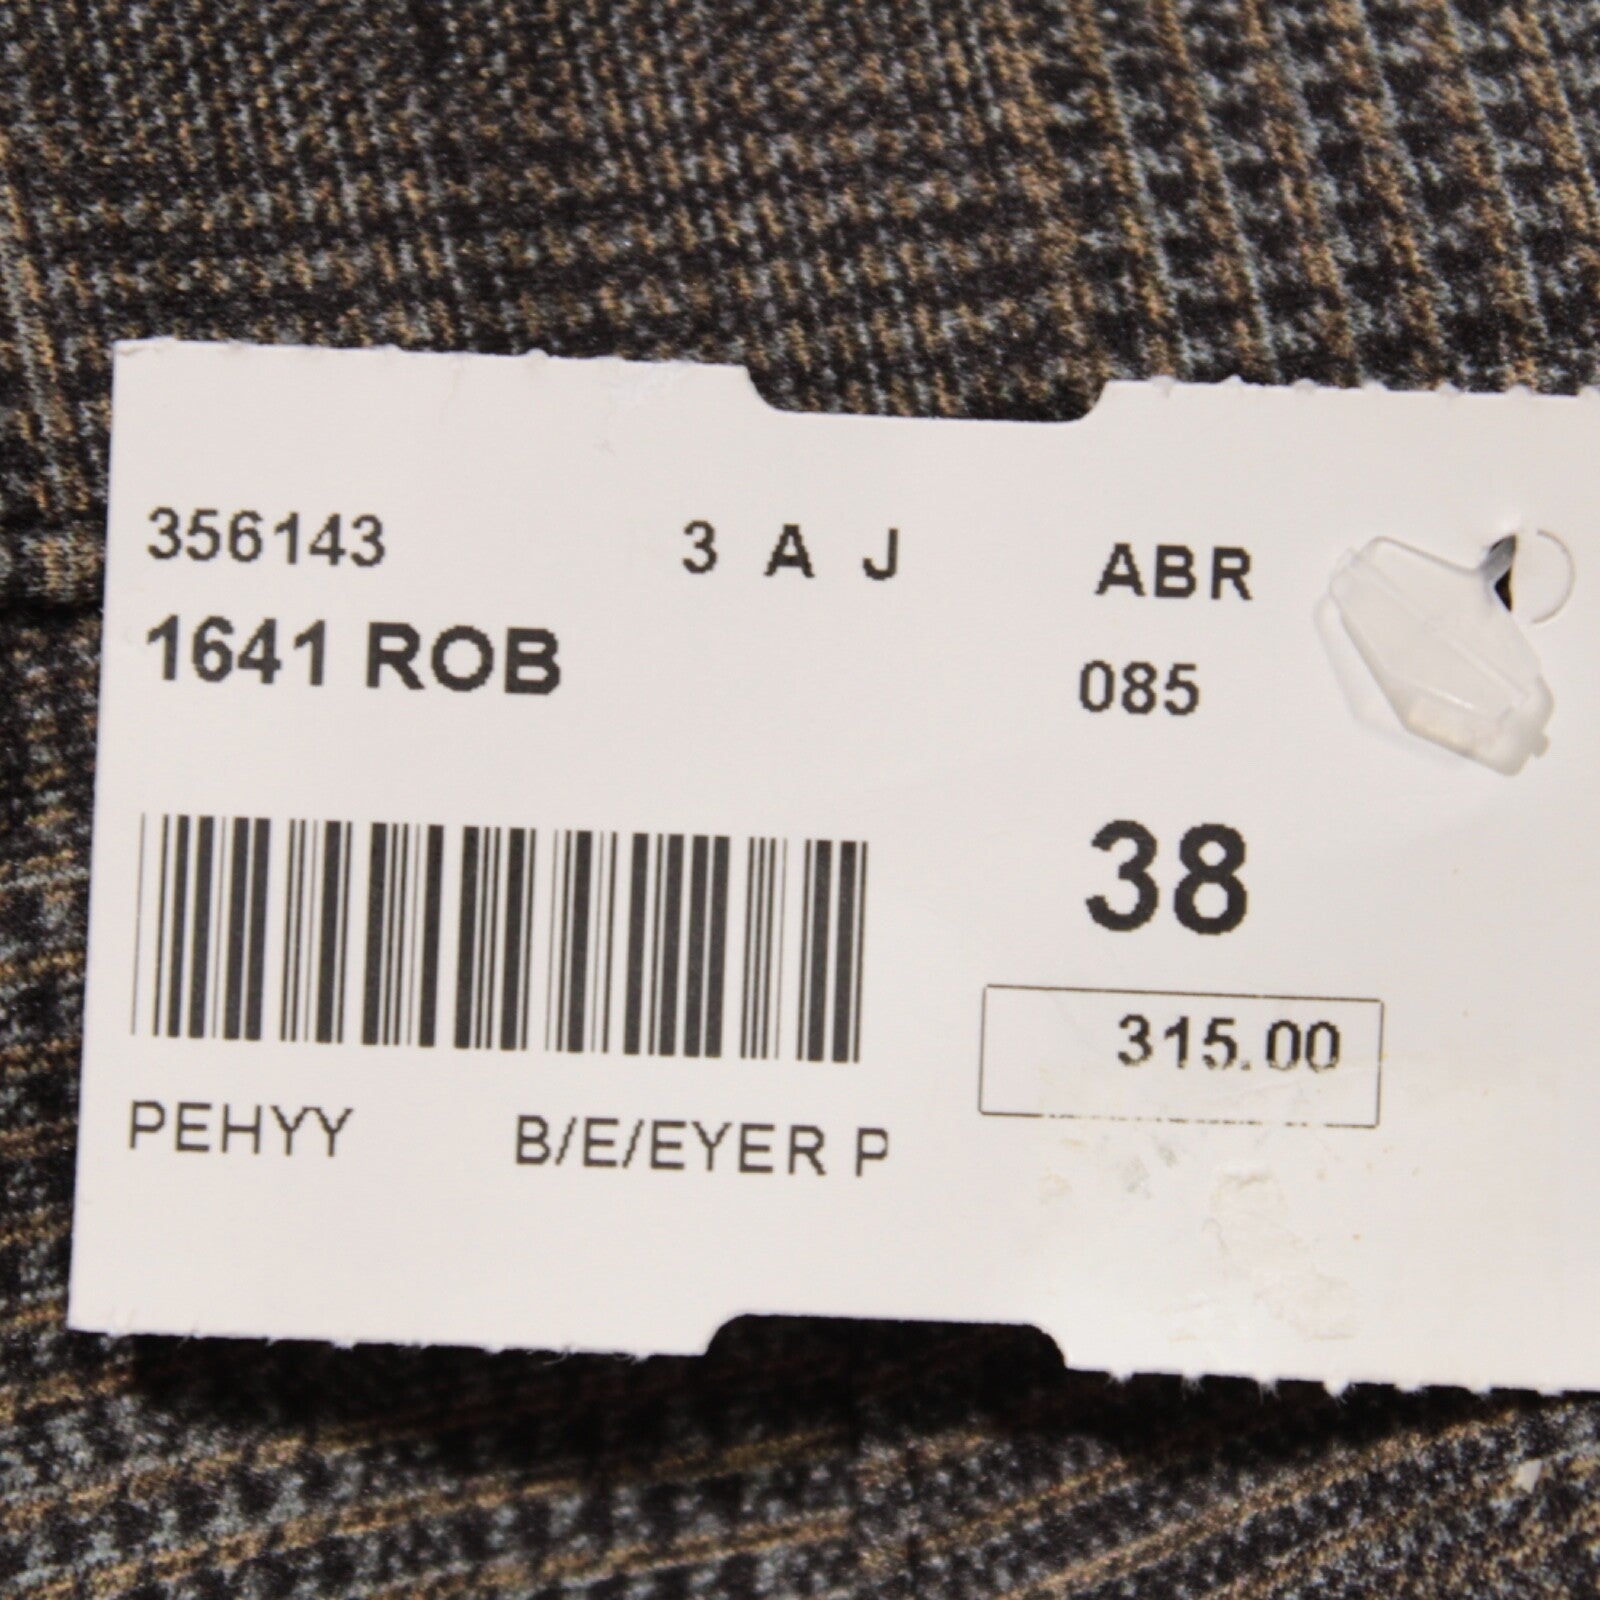 356143 3 A J ABR
1641 ROB 085
38
315.00
PEHYY B/E/EYER P